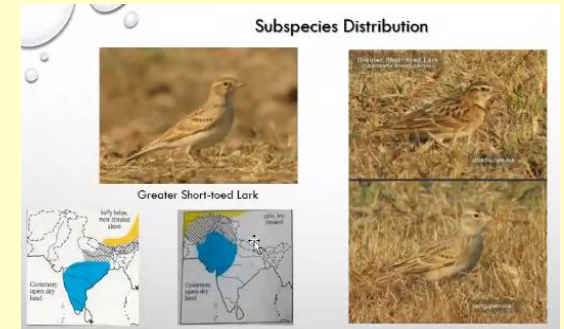 Subspecies Distribution
Greater Short-toed Lark
Greater Short-toed Lark
buffy below,
more streaked
above
Common;
open dry
land
paler, less
streaked
Common;
open dry
land